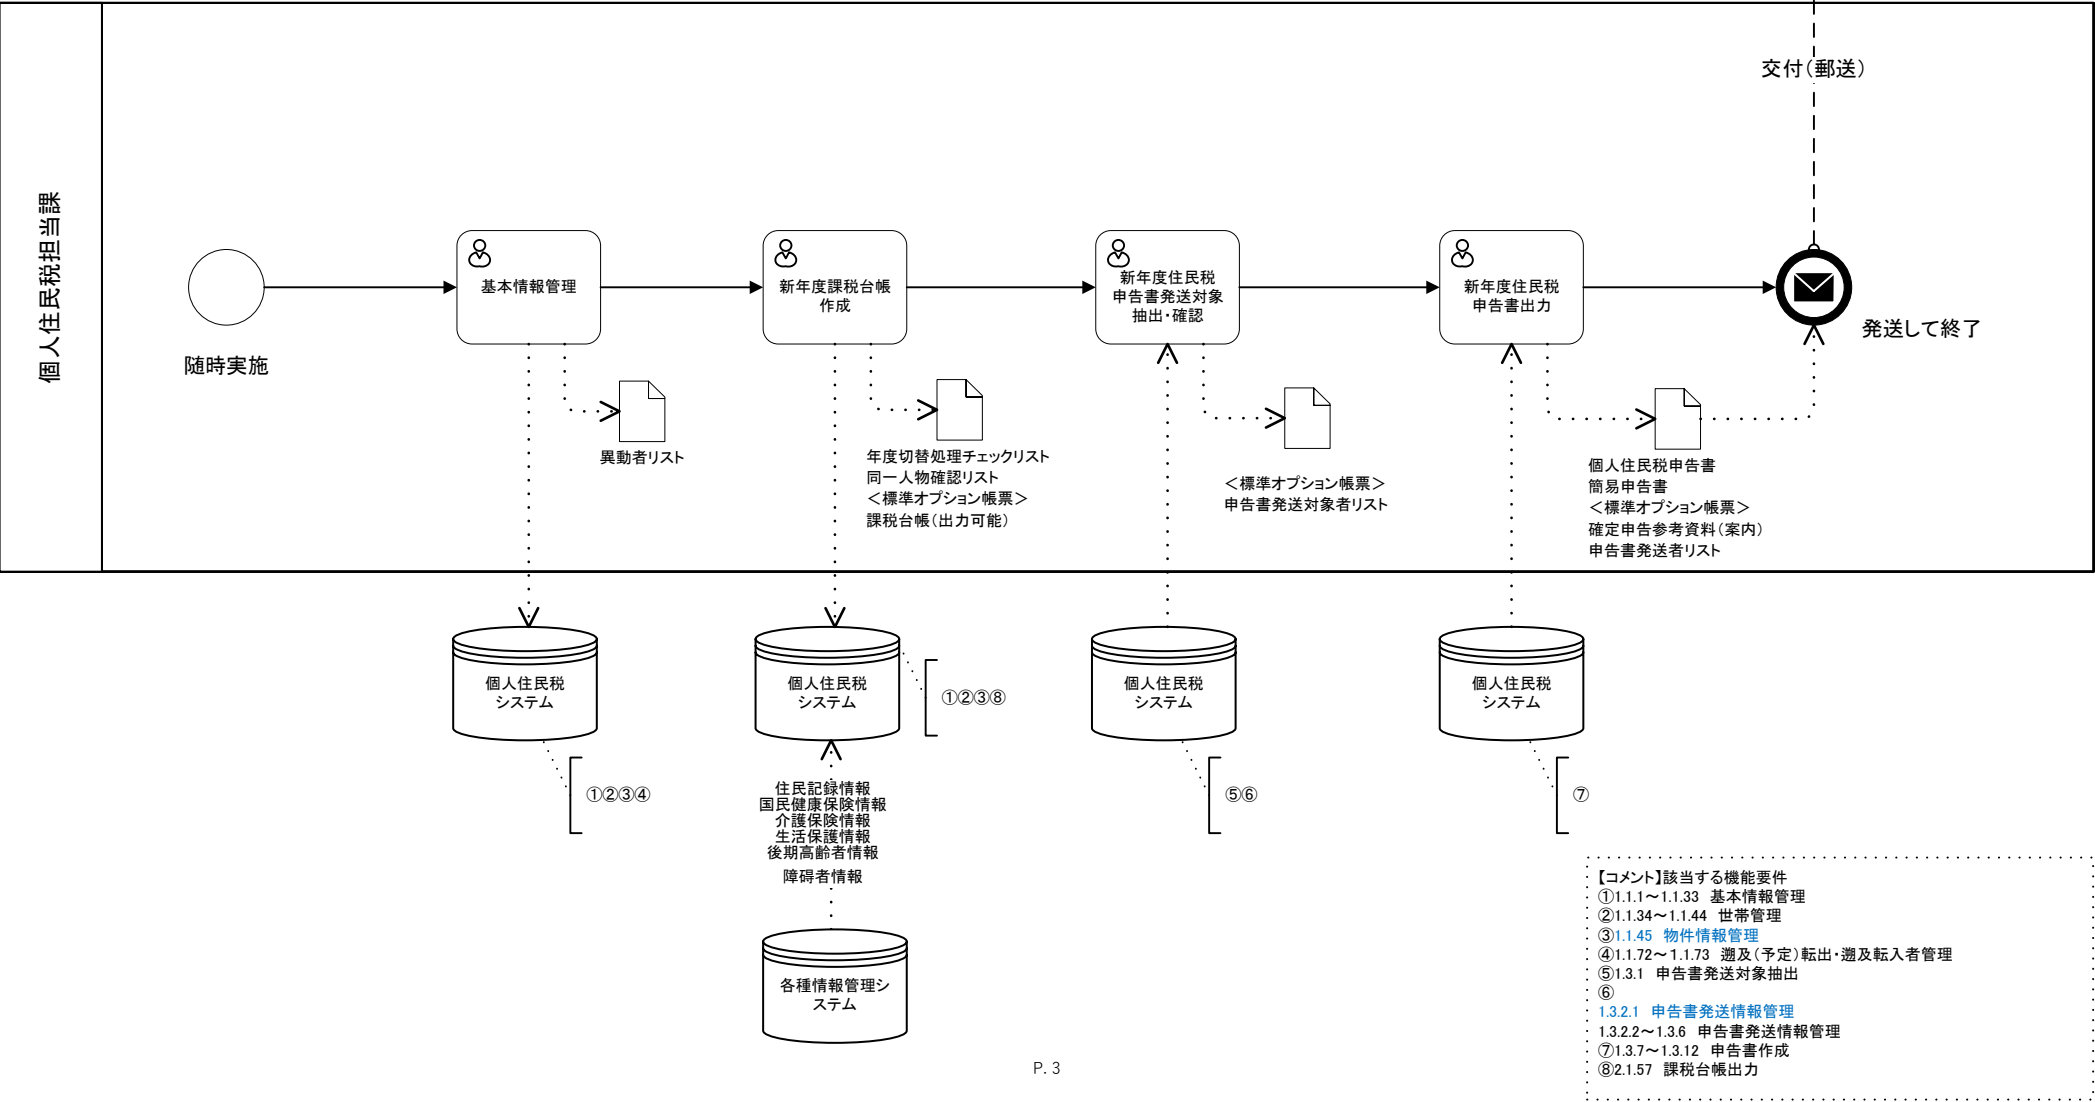 交付（郵送）
個人住民税担当課
随時実施
基本情報管理
新年度課税台帳
作成
新年度住民税
申告書発送対象
抽出・確認
新年度住民税
申告書出力
発送して終了
異動者リスト
年度切替処理チェックリスト
同一人物確認リスト
＜標準オプション帳票＞
課税台帳（出力可能）
＜標準オプション帳票＞
申告書発送対象者リスト
個人住民税申告書
簡易申告書
＜標準オプション帳票＞
確定申告参考資料（案内）
申告書発送者リスト
個人住民税
システム
①②③④
個人住民税
システム
①②③⑧
個人住民税
システム
⑤⑥
個人住民税
システム
⑦
住民記録情報
国民健康保険情報
介護保険情報
生活保護情報
後期高齢者情報
障碍者情報
各種情報管理シ
ステム
【コメント】該当する機能要件
①1.1.1～1.1.33 基本情報管理
②1.1.34～1.1.44 世帯管理
③1.1.45 物件情報管理
④1.1.72～1.1.73 遡及（予定）転出・遡及転入者管理
⑤1.3.1 申告書発送対象抽出
⑥
1.3.2.1 申告書発送情報管理
1.3.2.2～1.3.6 申告書発送情報管理
⑦1.3.7～1.3.12 申告書作成
⑧2.1.57 課税台帳出力
P. 3